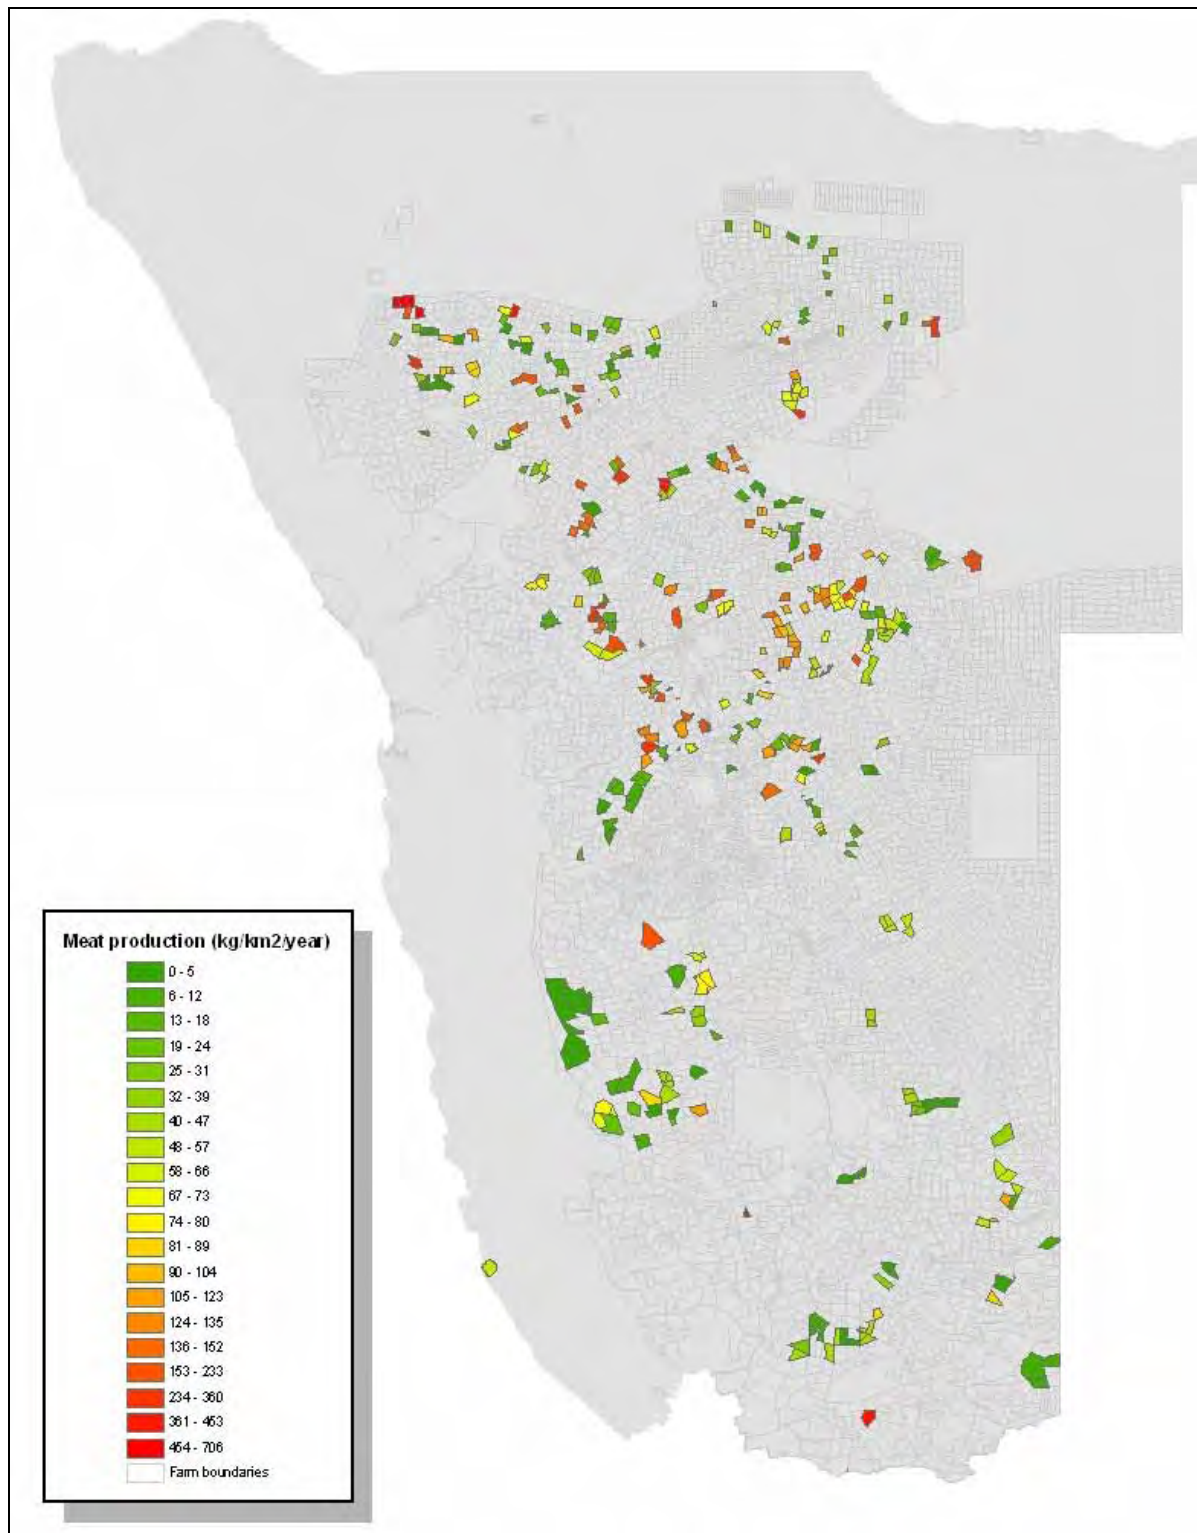 Meat production (kg/km2/year)
0 - 5
6 - 12
13 - 18
19 - 24
25 - 31
32 - 39
40 - 47
48 - 57
58 - 66
67 - 73
74 - 80
81 - 89
90 - 104
105 - 123
124 - 135
136 - 152
153 - 233
234 - 360
361 - 453
454 - 706
Farm boundaries